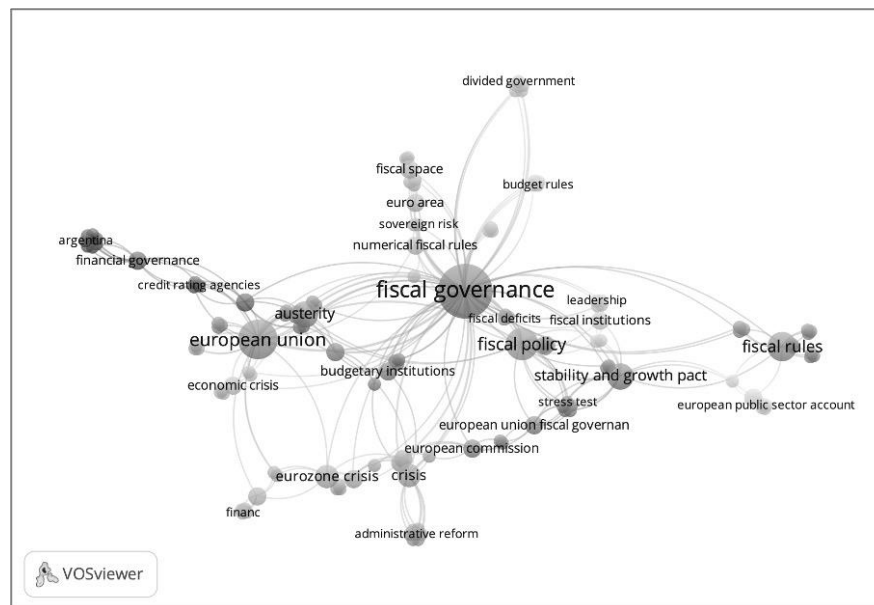 divided government
fiscal space
budget rules
euro area
sovereign risk
argentina
numerical fiscal rules
financial governance
credit rating agencies
fiscal governance
leadership
austerity
fiscal deficits
fiscal institutions
european union
fiscal policy
fiscal rules
budgetary institutions
stability and growth pact
economic crisis
stress test
european public sector account
european union fiscal governan
european commission
eurozone crisis
crisis
financ
administrative reform
VOSviewer